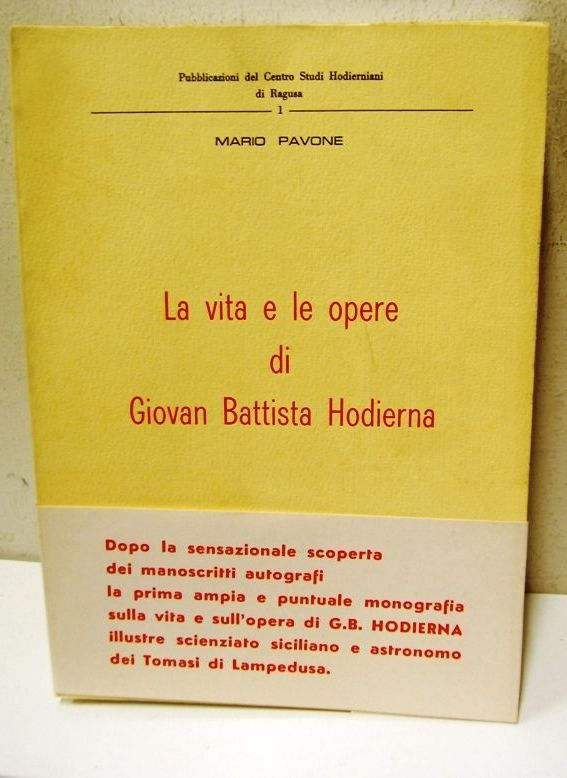 Pubblicazioni del Centro Studi Hodierniani
di Ragusa
1
MARIO PAVONE
La vita e le opere
di
Giovan Battista Hodierna
Dopo la sensazionale scoperta
dei manoscritti autografi
la prima ampia e puntuale monografia
sulla vita e sull'opera di G.B. HODIERNA
illustre scienziato siciliano e astronomo
dei Tomasi di Lampedusa.